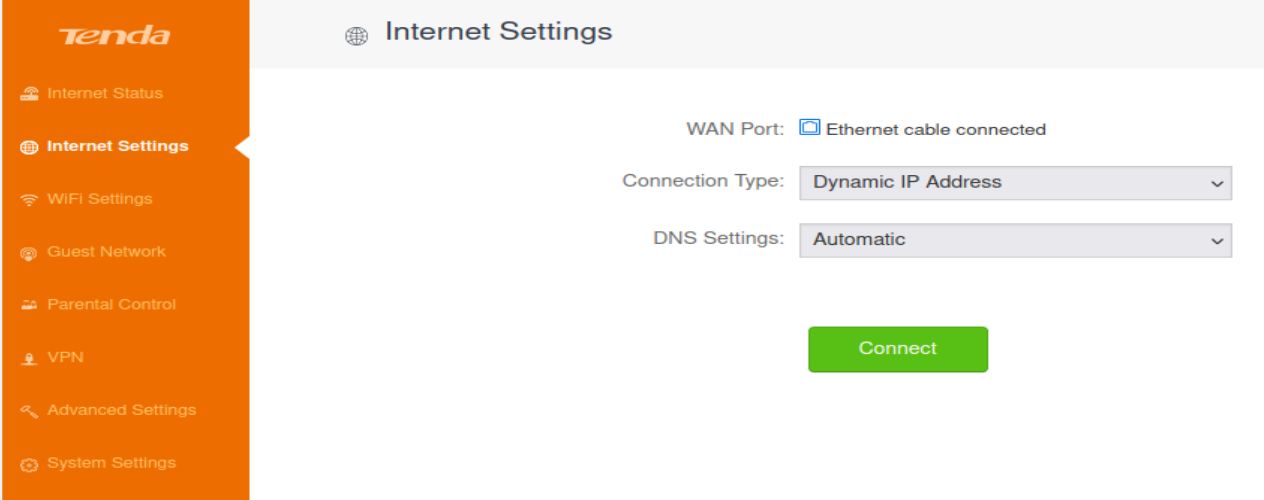 Tenda
Internet Status
Internet Settings
WiFi Settings
Guest Network
Parental Control
VPN
Advanced Settings
System Settings
Internet Settings
WAN Port: Ethernet cable connected
Connection Type: Dynamic IP Address
DNS Settings: Automatic
Connect